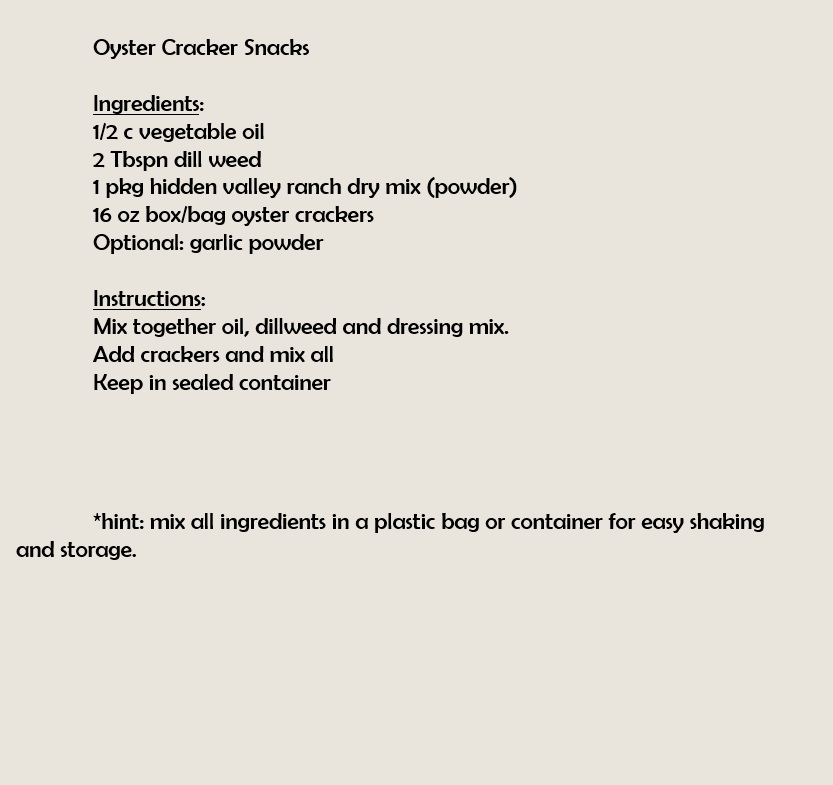 Oyster Cracker Snacks
Ingredients:
1/2 c vegetable oil
2 Tbspn dill weed
1 pkg hidden valley ranch dry mix (powder)
16 oz box/bag oyster crackers
Optional: garlic powder
Instructions:
Mix together oil, dillweed and dressing mix.
Add crackers and mix all
Keep in sealed container
*hint: mix all ingredients in a plastic bag or container for easy shaking
and storage.